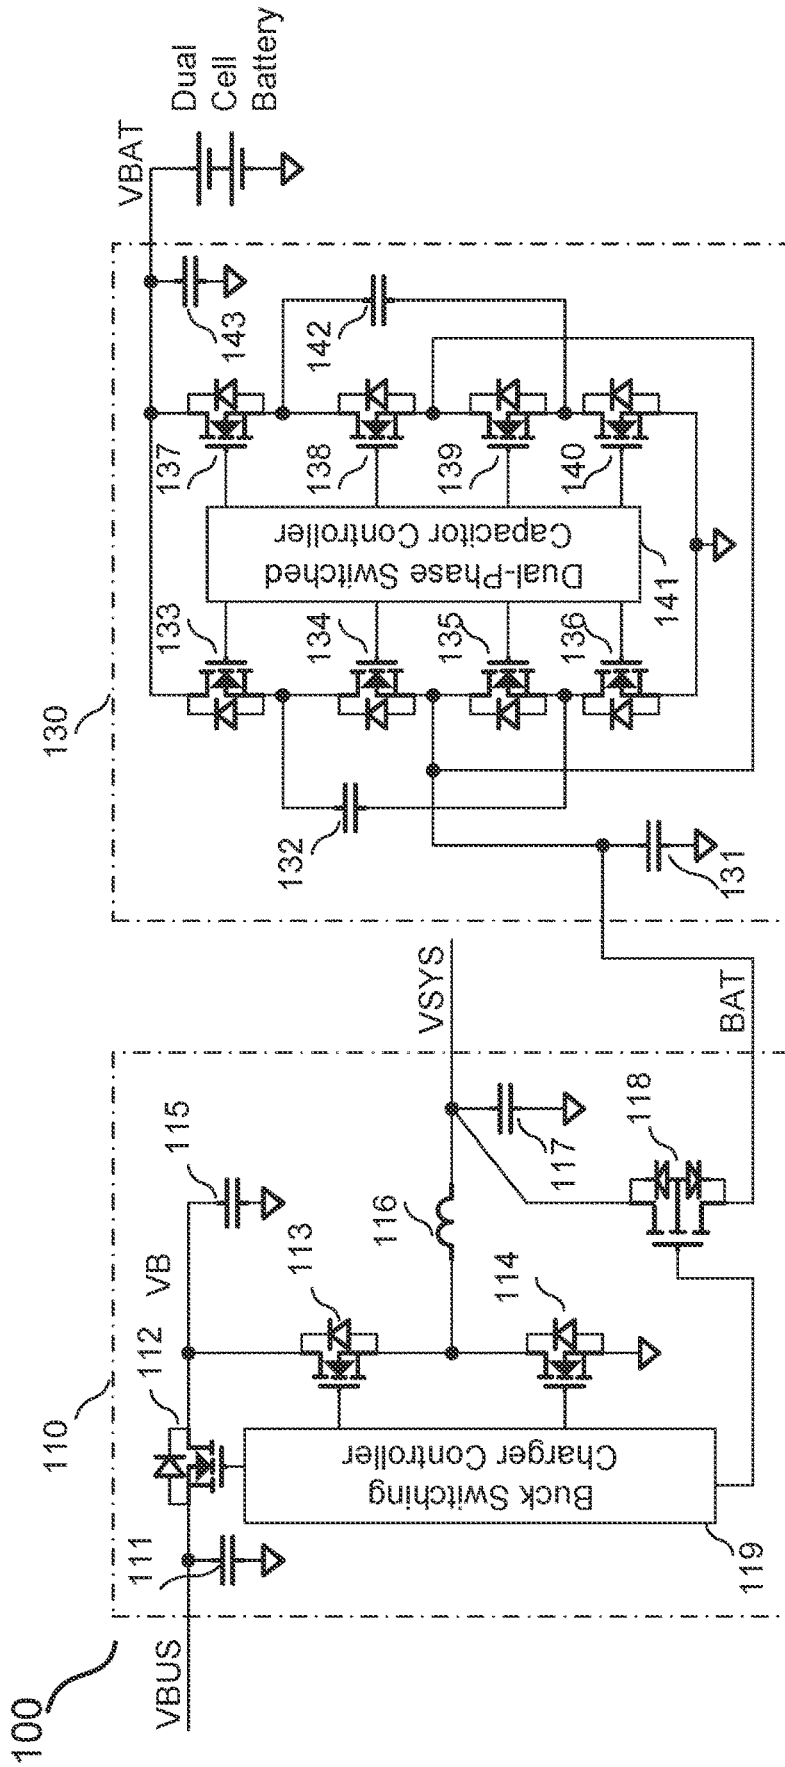 100
110
130
VBUS
111
112
VB
115
113
114
116
117
118
VSYS
BAT
Buck Switching
Charger Controller
119
131
132
133
134
135
136
Dual-Phase Switched
Capacitor Controller
141
137
138
139
140
142
143
VBAT
Dual
Cell
Battery